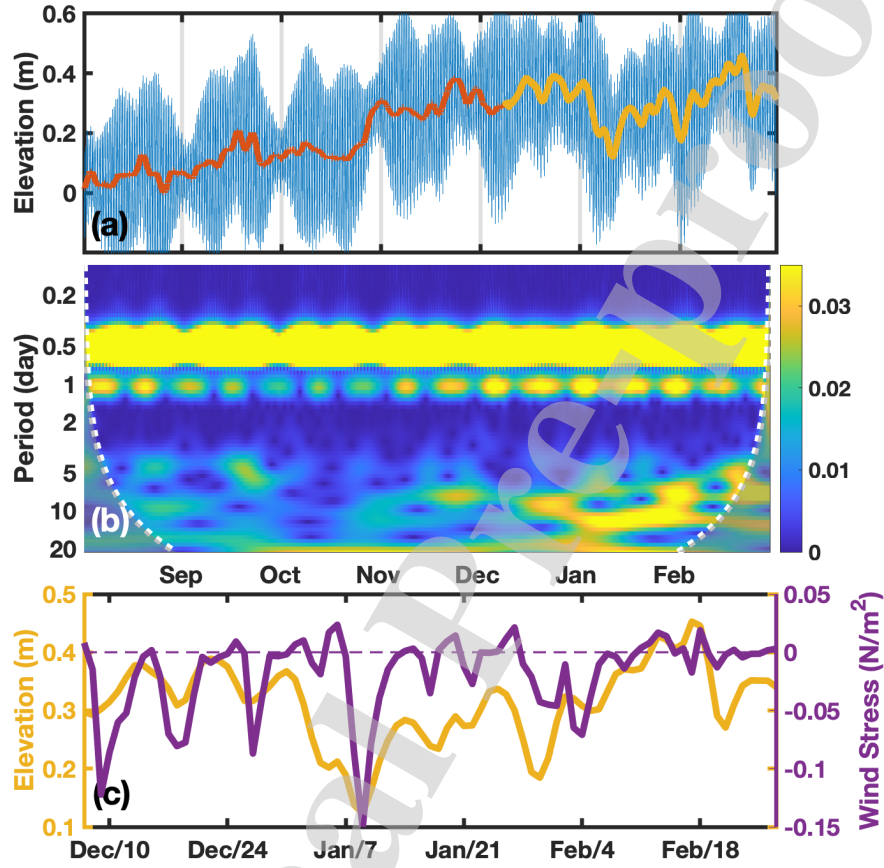 0.6
0.4
0.2
0
Elevation (m)
(a)
0.2
0.5
1
2
5
10
20
Period (day)
(b)
0.03
0.02
0.01
0
Sep Oct Nov Dec Jan Feb
0.5
0.4
0.3
0.2
0.1
Elevation (m)
(c)
0.05
0
-0.05
-0.1
-0.15
Wind Stress (N/m²)
Dec/10 Dec/24 Jan/7 Jan/21 Feb/4 Feb/18
al Pre-proo